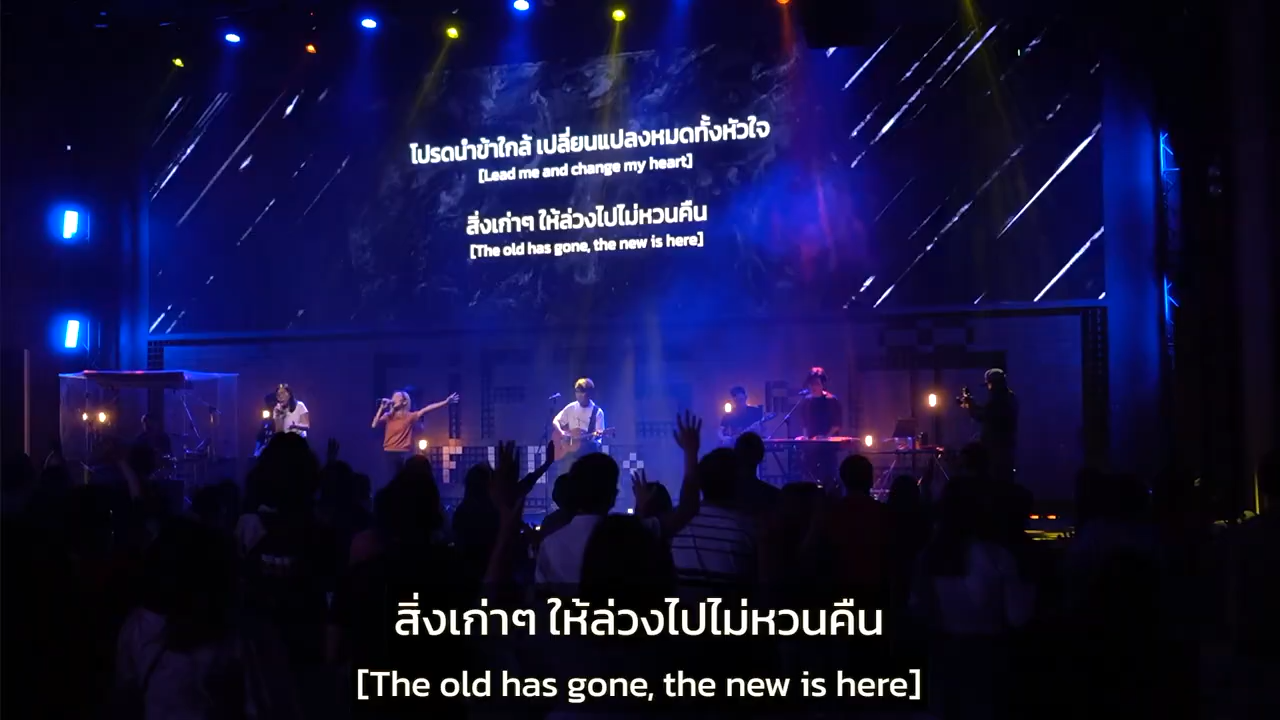 โปรดนำข้าใกล้ เปลี่ยนแปลงหมดทั้งหัวใจ
[Lead me and change my heart]
สิ่งเก่าๆ ให้ล่วงไปไม่หวนคืน
[The old has gone, the new is here]
สิ่งเก่าๆ ให้ล่วงไปไม่หวนคืน
[The old has gone, the new is here]